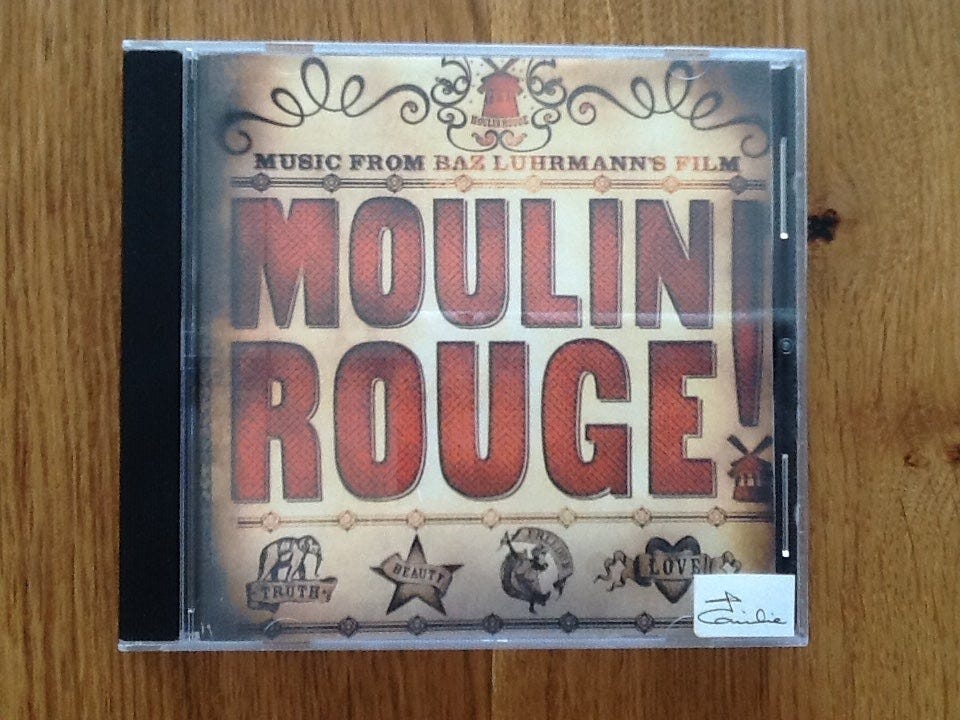 MOULIN ROUGE
MUSIC FROM BAZ LUHRMANN'S FILM
MOULIN
ROUGE!
TRUTH
BEAUTY
FREEDOM
LOVE